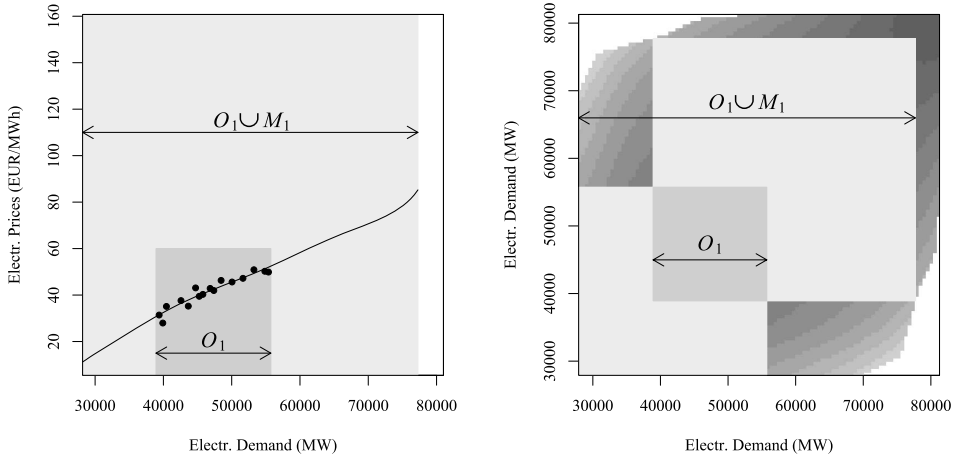 160
140
120
100
80
60
40
20
Electr. Prices (EUR/MWh)
O1∪M1
O1
30000 40000 50000 60000 70000 80000
Electr. Demand (MW)
80000
70000
60000
50000
40000
30000
Electr. Demand (MW)
O1∪M1
O1
30000 40000 50000 60000 70000 80000
Electr. Demand (MW)